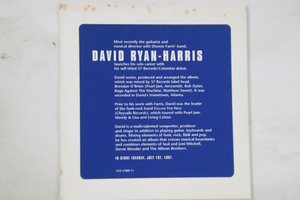 Most recently the guitarist and
musical director with Dionne Farris' band,
DAVID RYAN-HARRIS
launches his solo career with
his self-titled 57 Records/Columbia debut.
David wrote, produced and arranged the album,
which was mixed by 57 Records label head,
Brendan O'Brien (Pearl Jam, Aerosmith, Bob Dylan,
Rage Against The Machine, Matthew Sweet). It was
recorded in David's hometown, Atlanta.
Prior to his work with Farris, David was the leader
of the funk-rock band Follow For Now
(Chrysalis Records), which toured with Pearl Jam,
Wendy & Lisa and Living Colour.
David is a multi-talented songwriter, producer
and singer in addition to playing guitar, keyboards and
drums. Mixing elements of funk, rock, R&B and pop,
he has created an album that crosses musical boundaries
and combines elements of Seal and Joni Mitchell,
Stevie Wonder and The Allman Brothers.
IN-STORE TUESDAY, JULY 1ST, 1997.